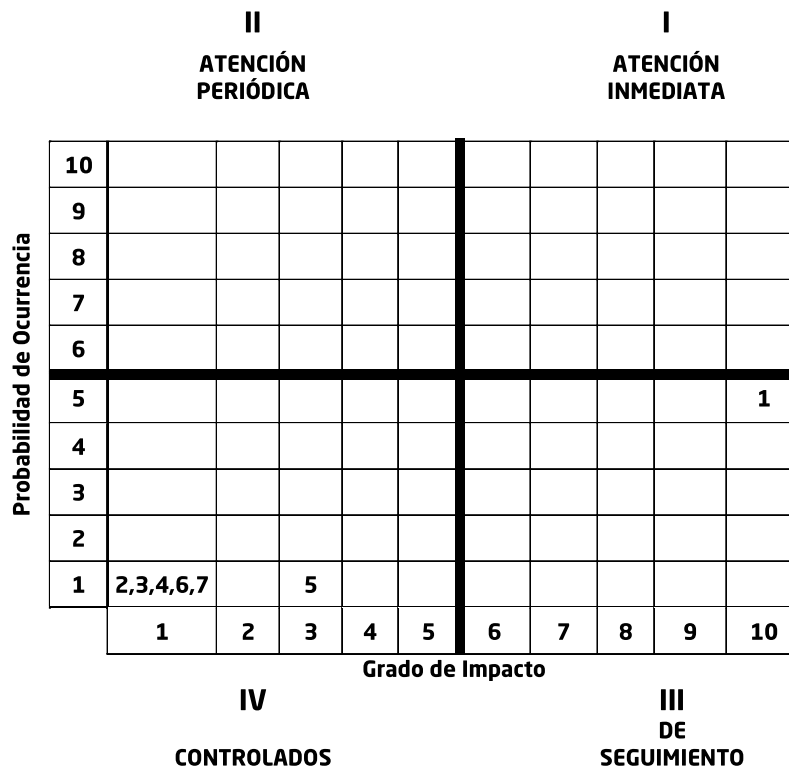 II
I
ATENCIÓN
PERIÓDICA
ATENCIÓN
INMEDIATA
Probabilidad de Ocurrencia
10
9
8
7
6
5 1
4
3
2
1 2,3,4,6,7 5
1 2 3 4 5 6 7 8 9 10
Grado de Impacto
IV
CONTROLADOS
III
DE
SEGUIMIENTO